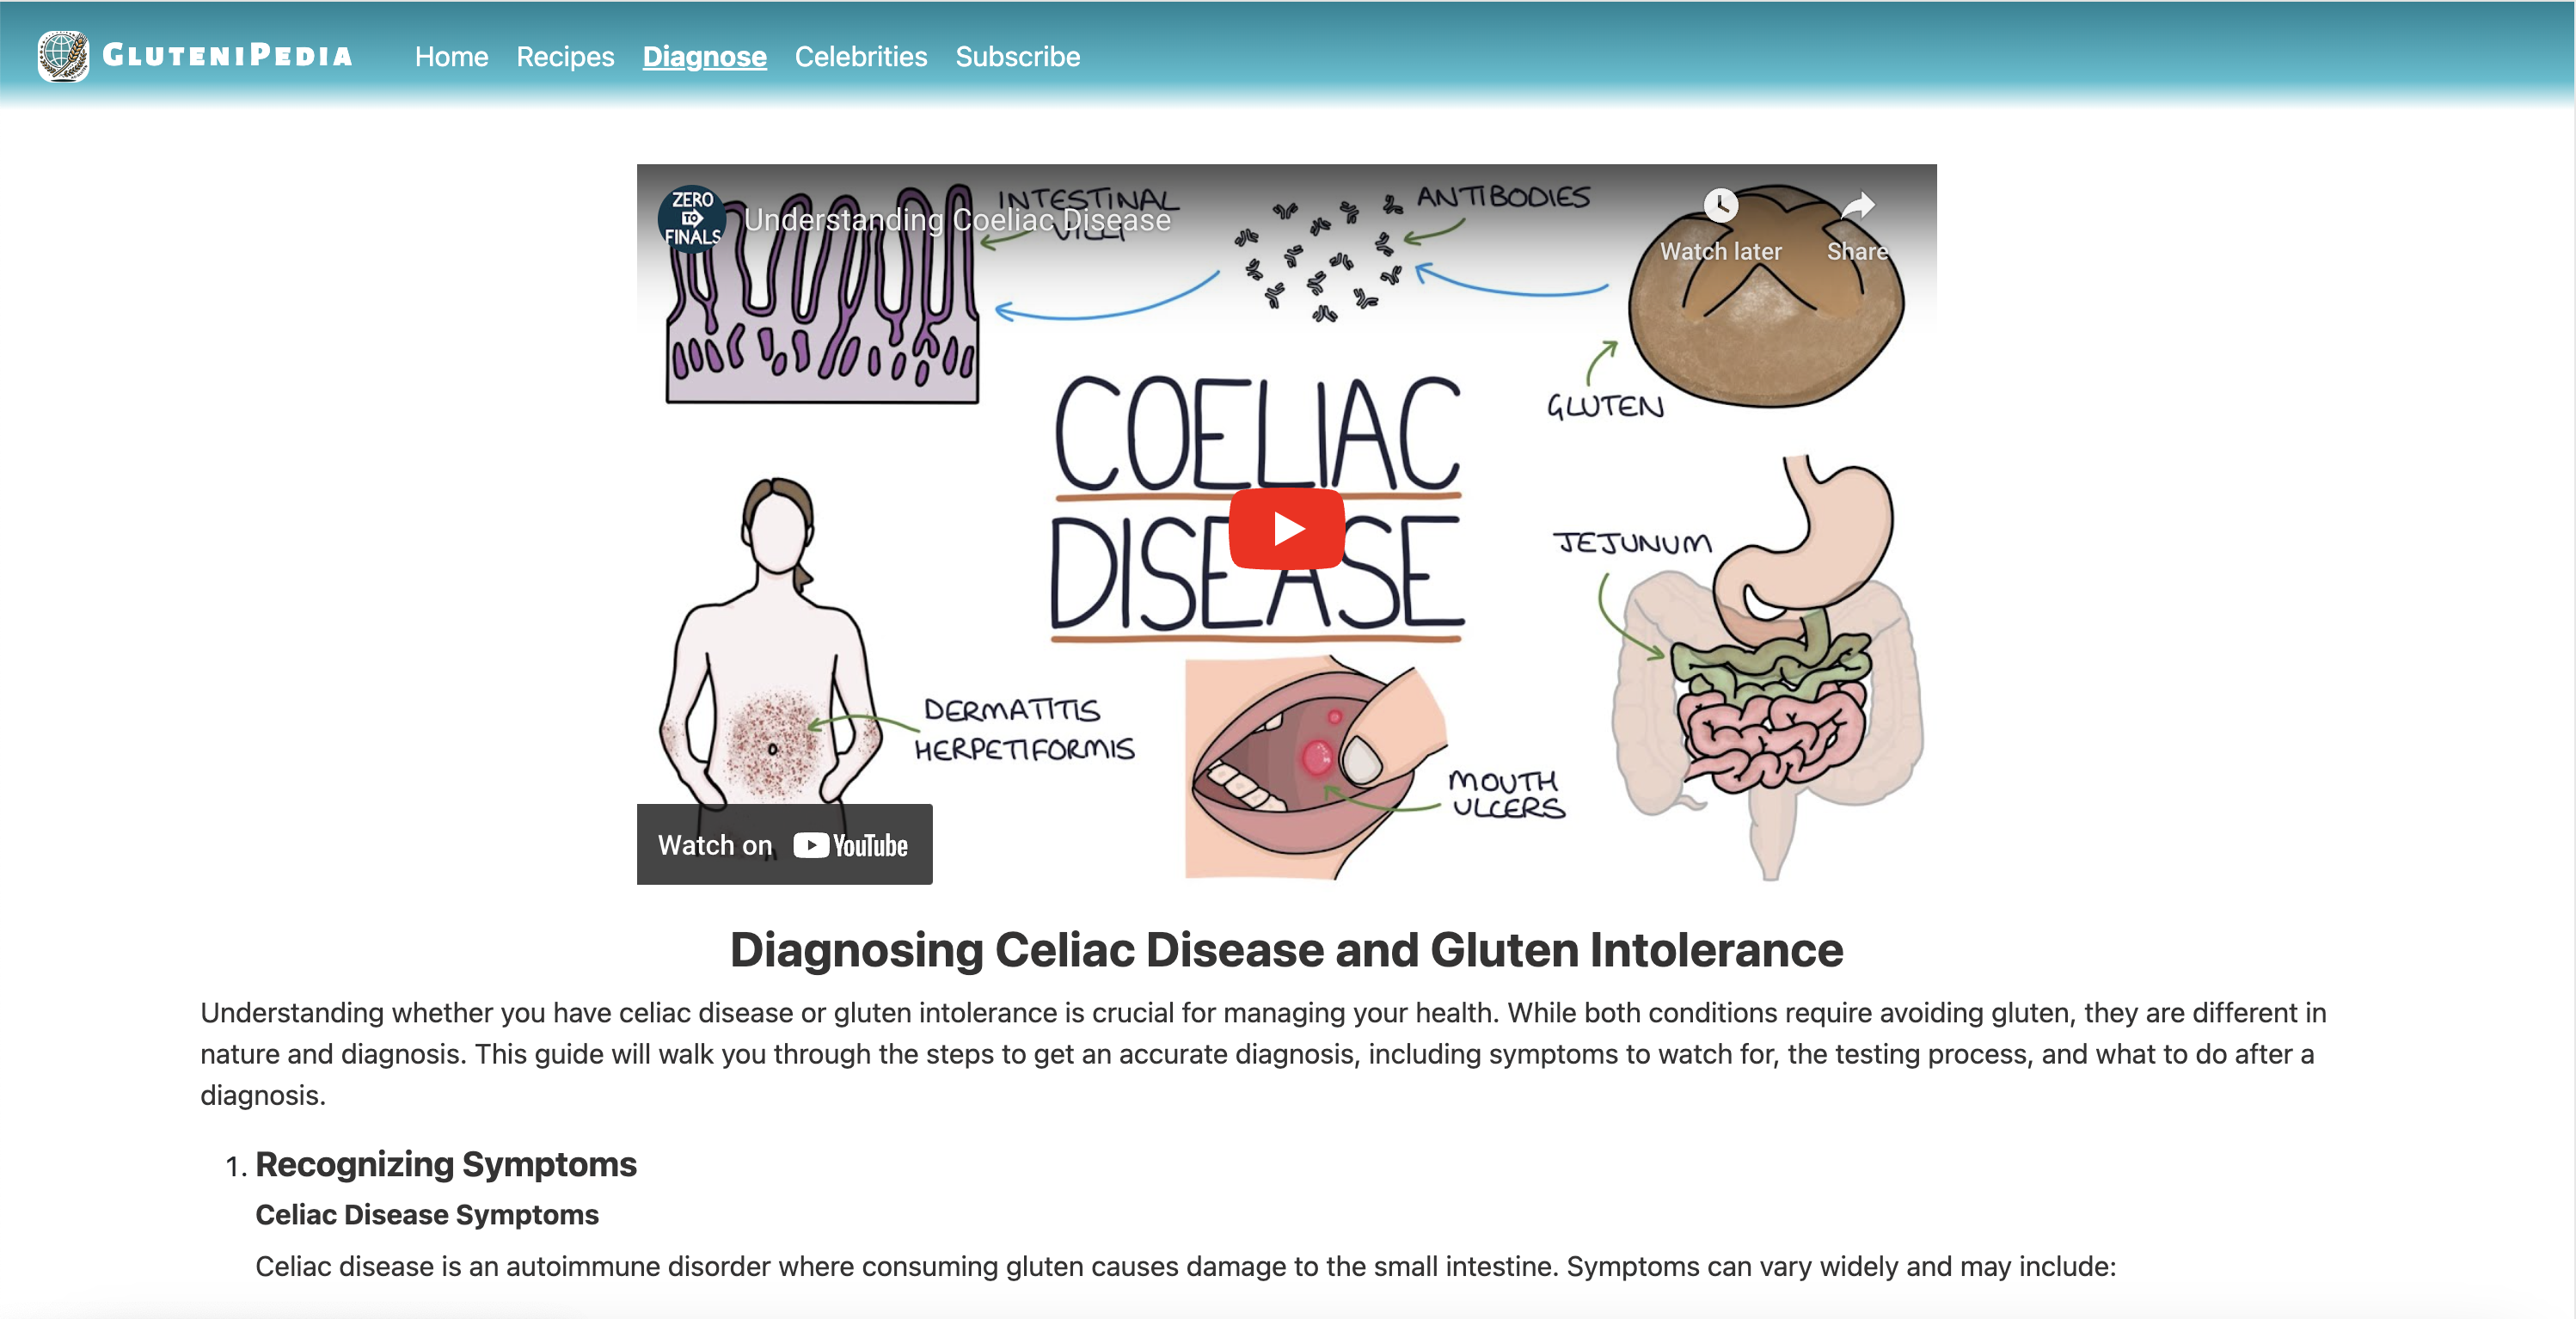 GLUTENIPEDIA
Home Recipes Diagnose Celebrities Subscribe
ZERO
TO
FINALS
Understanding Coeliac Disease
INTESTINAL
VILLI
ANTIBODIES
Watch later
Share
GLUTEN
COELIAC
DISEASE
JEJUNUM
DERMATITIS
HERPETIFORMIS
MOUTH
ULCERS
Watch on YouTube
Diagnosing Celiac Disease and Gluten Intolerance
Understanding whether you have celiac disease or gluten intolerance is crucial for managing your health. While both conditions require avoiding gluten, they are different in
nature and diagnosis. This guide will walk you through the steps to get an accurate diagnosis, including symptoms to watch for, the testing process, and what to do after a
diagnosis.
1. Recognizing Symptoms
Celiac Disease Symptoms
Celiac disease is an autoimmune disorder where consuming gluten causes damage to the small intestine. Symptoms can vary widely and may include: